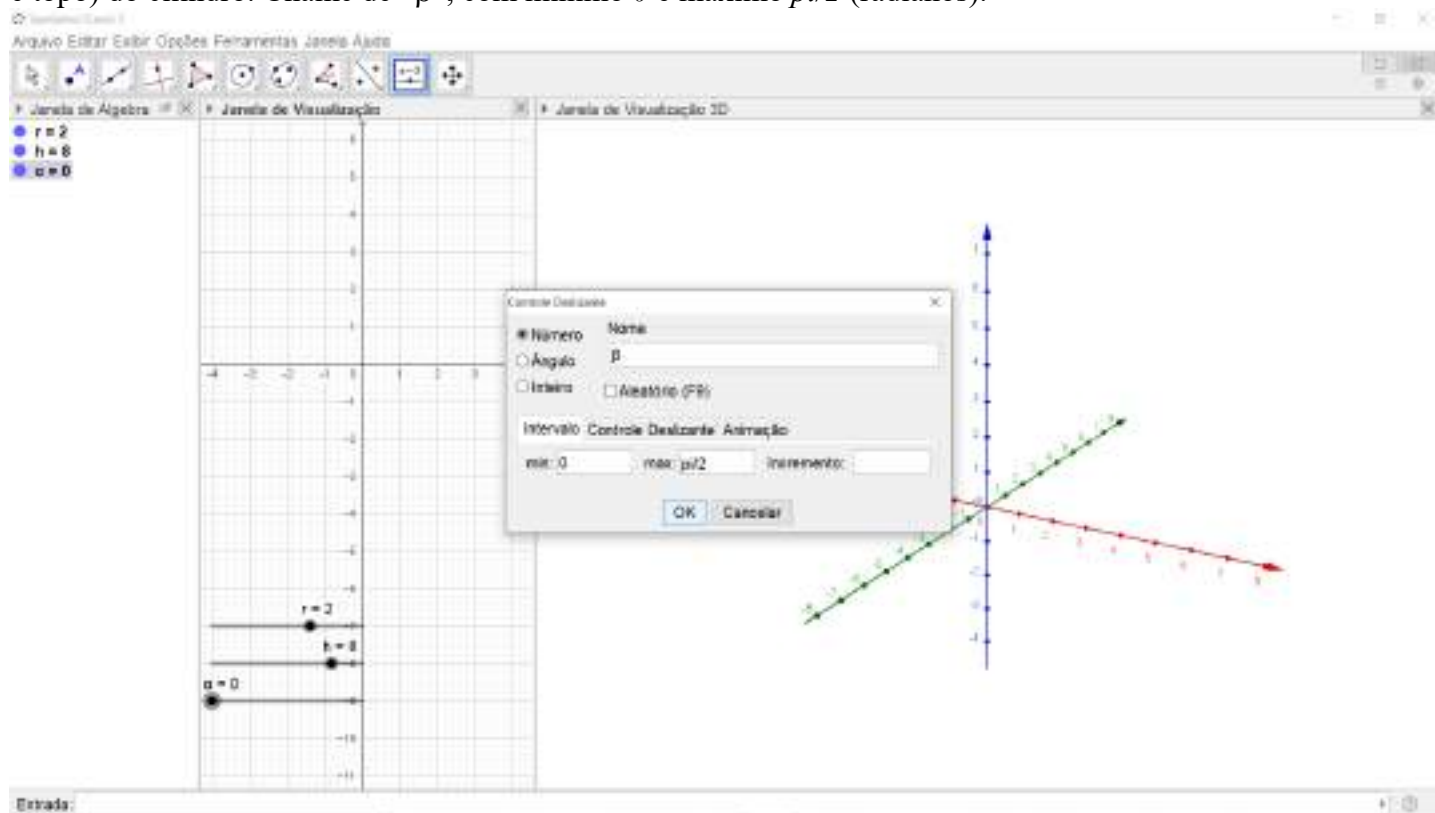 e topo) do cilindro. Chame de "β", com mínimo 0 e máximo pi/2 (radianos).
Arquivo Editar Exibir Opções Ferramentas Janela Ajuda
Janela de Álgebra
Janela de Visualização
Janela de Visualização 3D
r = 2
h = 8
α = 0
Controle Deslizante
Número
Nome
Ângulo
β
Inteiro
Aleatório (F9)
Intervalo Controle Deslizante Animação
min: 0 max: pi/2 Incremento:
OK Cancelar
r = 2
h = 8
α = 0
Entrada: